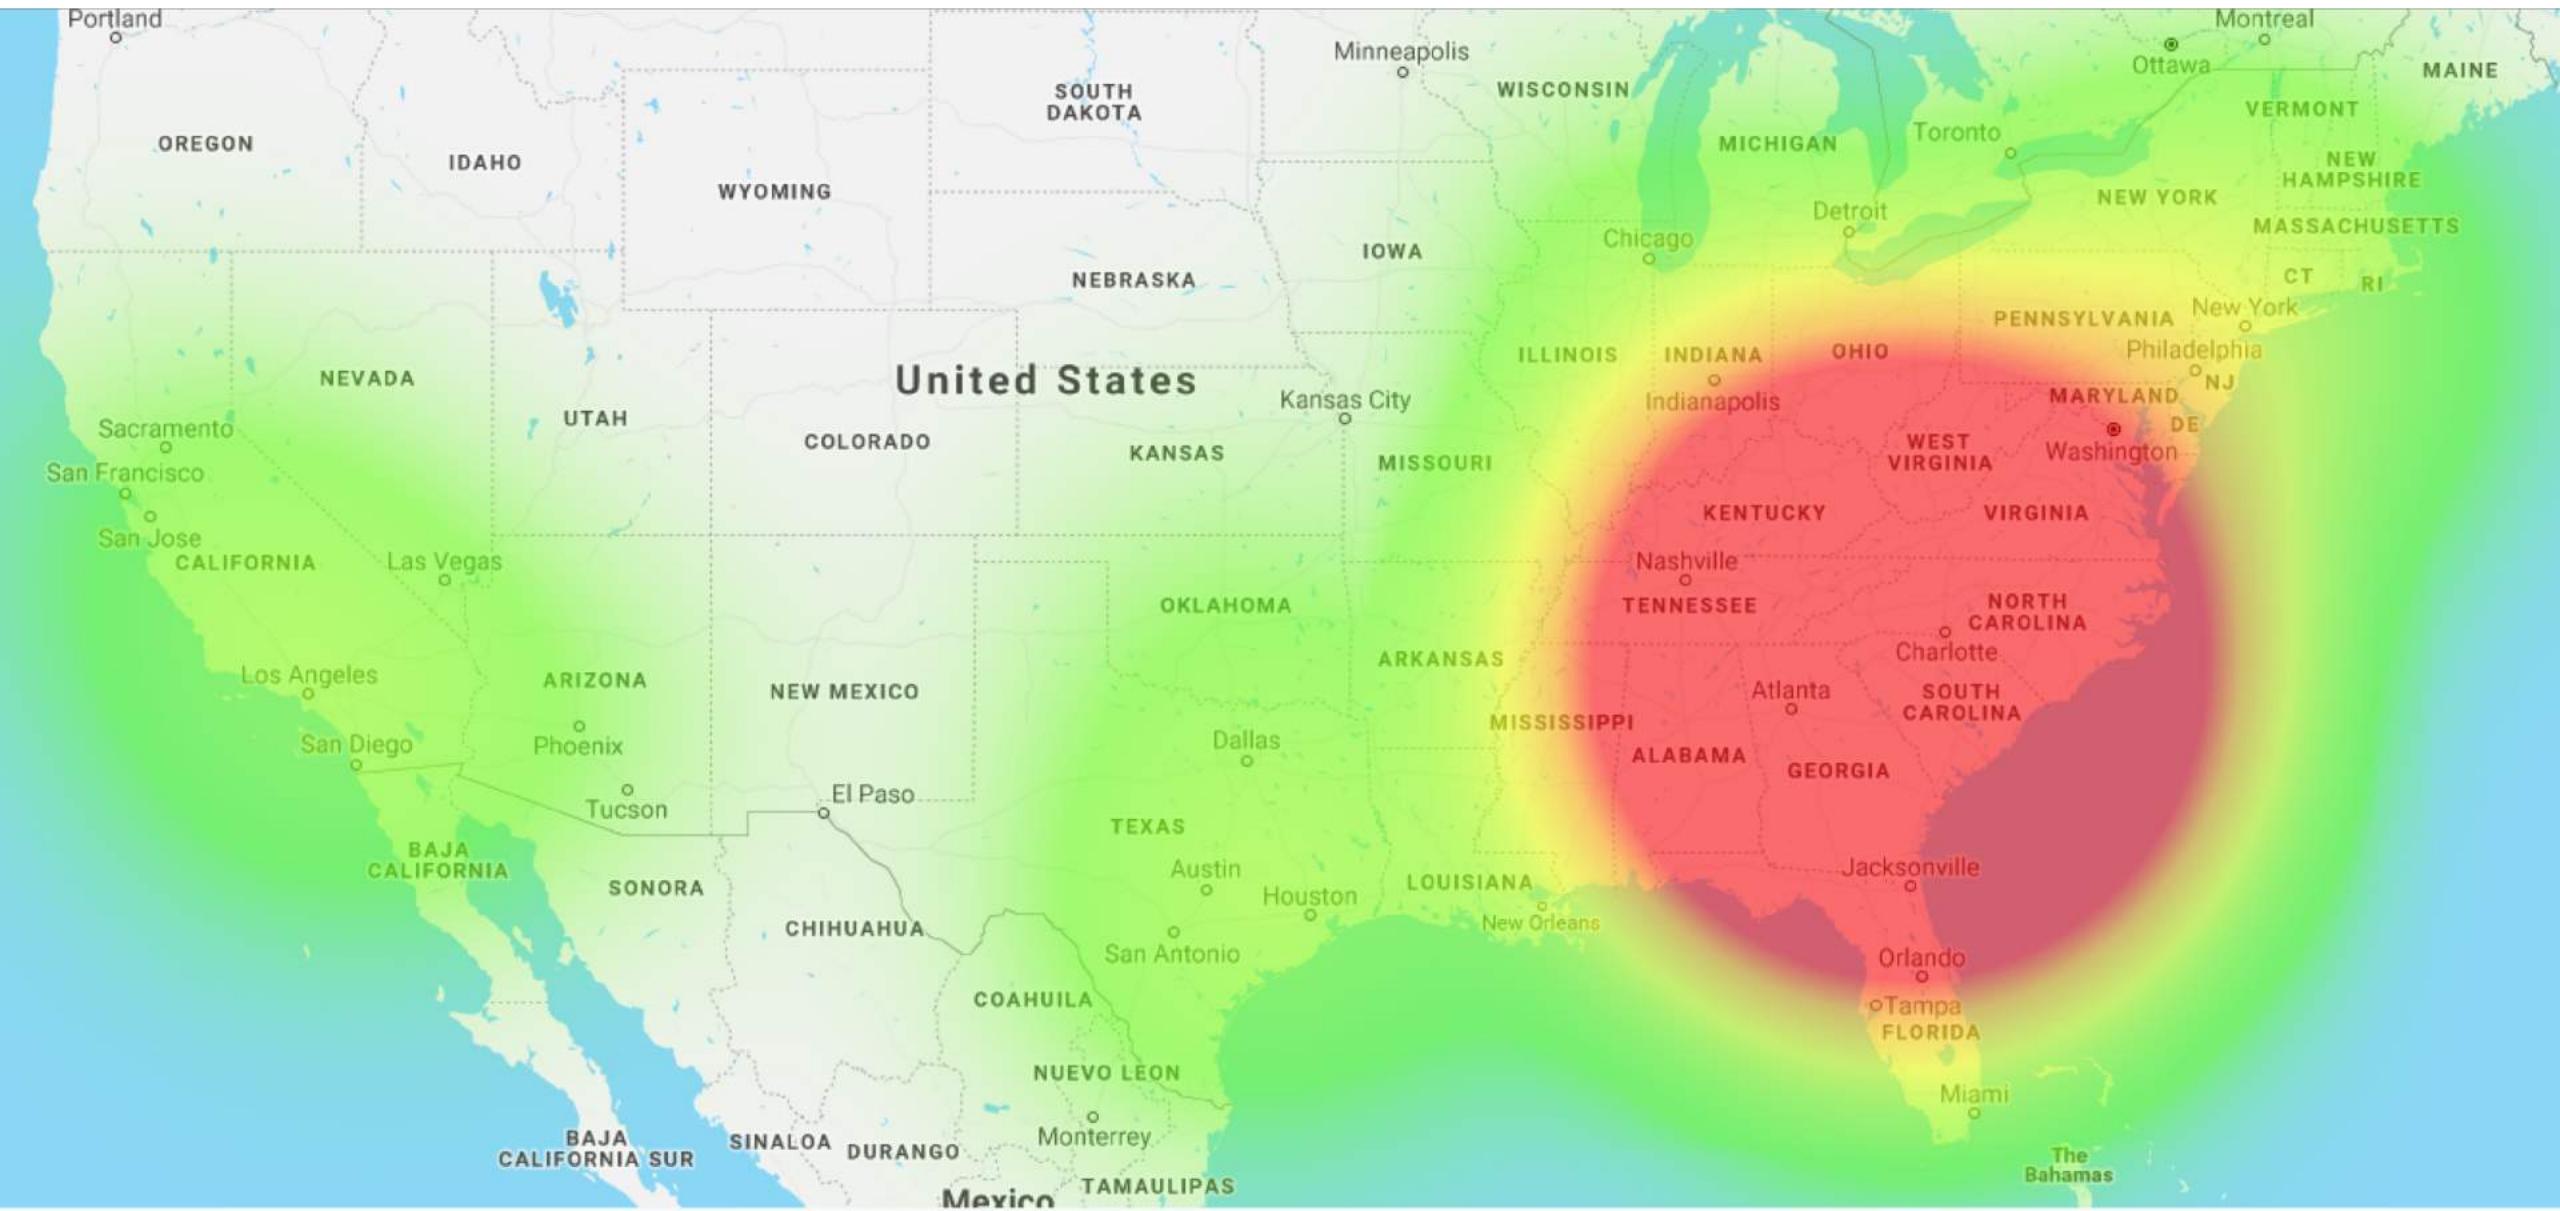 Portland
Montreal
Minneapolis
Ottawa
MAINE
WISCONSIN
SOUTH
DAKOTA
VERMONT
OREGON
MICHIGAN
Toronto
IDAHO
NEW
HAMPSHIRE
WYOMING
NEW YORK
Detroit
MASSACHUSETTS
Chicago
IOWA
NEBRASKA
CT
RI
New York
PENNSYLVANIA
ILLINOIS
INDIANA
OHIO
Philadelphia
NEVADA
United States
NJ
Kansas City
Indianapolis
MARYLAND
UTAH
Sacramento
COLORADO
DE
KANSAS
MISSOURI
WEST
VIRGINIA
Washington
San Francisco
KENTUCKY
VIRGINIA
San Jose
CALIFORNIA
Las Vegas
Nashville
OKLAHOMA
TENNESSEE
NORTH
CAROLINA
ARKANSAS
Charlotte
Los Angeles
ARIZONA
NEW MEXICO
Atlanta
SOUTH
CAROLINA
MISSISSIPPI
San Diego
Phoenix
Dallas
ALABAMA
GEORGIA
El Paso
Tucson
TEXAS
BAJA
CALIFORNIA
Austin
Jacksonville
SONORA
Houston
LOUISIANA
New Orleans
CHIHUAHUA
San Antonio
Orlando
COAHUILA
Tampa
FLORIDA
NUEVO LEON
Miami
Monterrey
BAJA
CALIFORNIA SUR
SINALOA
DURANGO
The
Bahamas
TAMAULIPAS
Mexico